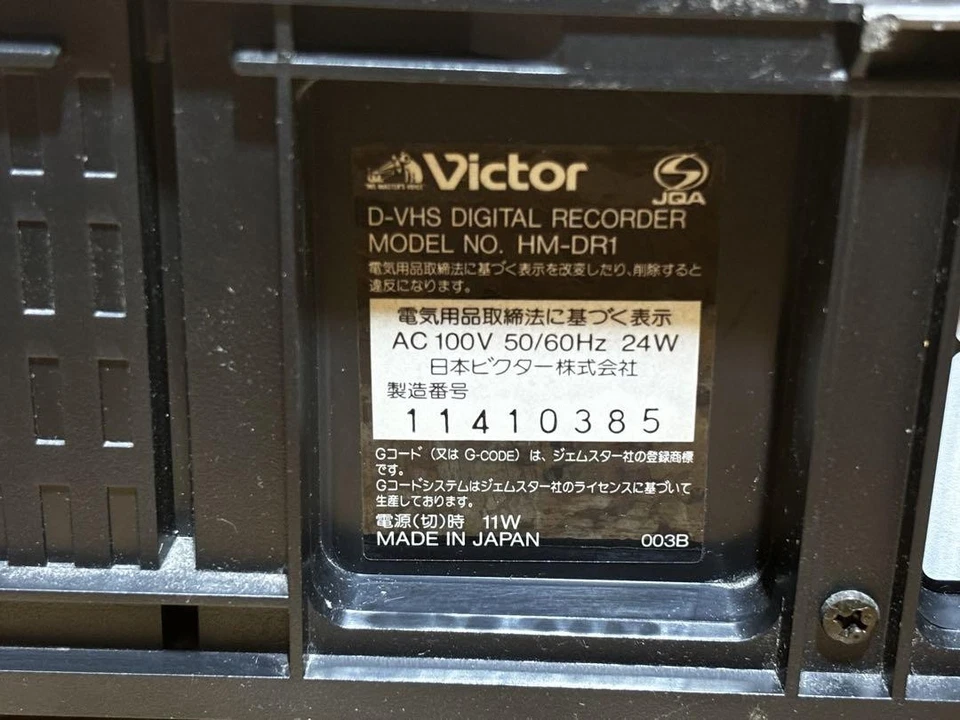 HIS MASTER'S VOICE
Victor
JQA
D-VHS DIGITAL RECORDER
MODEL NO. HM-DR1
電気用品取締法に基づく表示を改変したり、削除すると
違反になります。
電気用品取締法に基づく表示
AC 100V 50/60Hz 24W
日本ビクター株式会社
製造番号
11410385
Gコード（又は G-CODE）は、ジェムスター社の登録商標
です。
Gコードシステムはジェムスター社のライセンスに基づいて
生産しております。
電源(切)時 11W
MADE IN JAPAN 003B